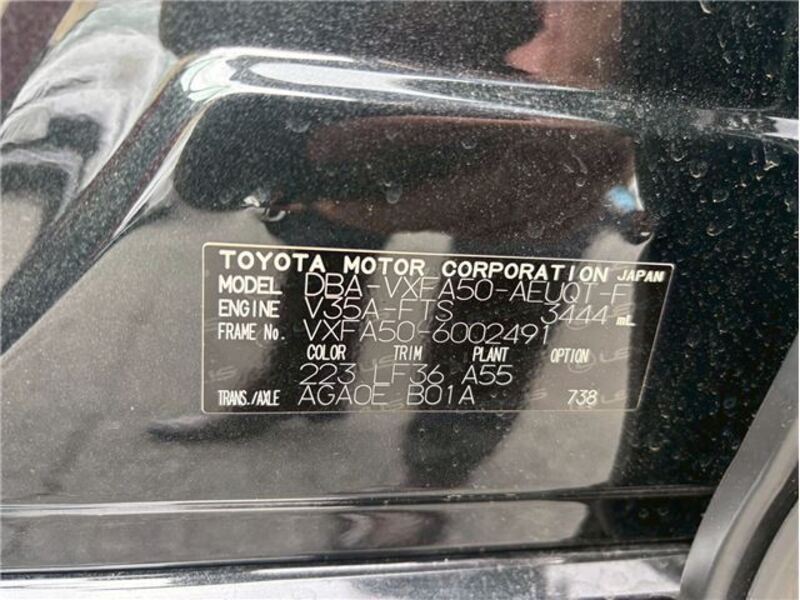 TOYOTA MOTOR CORPORATION JAPAN
MODEL DBA-VXFA50-AEUQT-F
ENGINE V35A-FTS 3444 mL
FRAME No. VXFA50-6002491
COLOR TRIM PLANT OPTION
223 LF36 A55
TRANS./AXLE AGA0E B01A 738